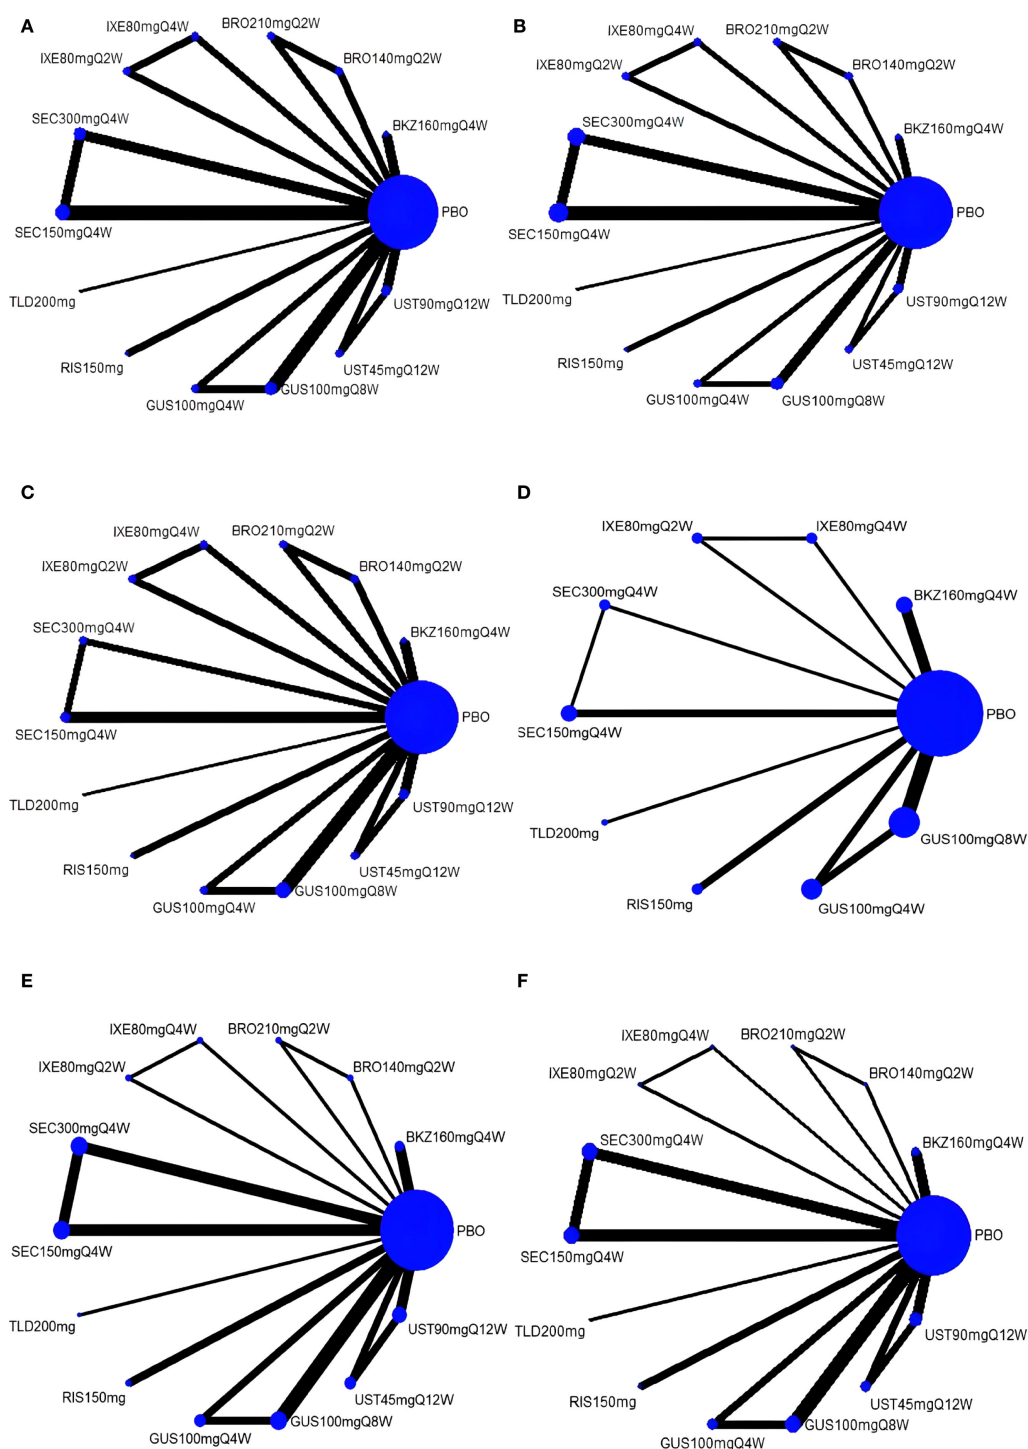 A
IXE80mgQ4W
BRO210mgQ2W
IXE80mgQ2W
BRO140mgQ2W
SEC300mgQ4W
BKZ160mgQ4W
PBO
SEC150mgQ4W
TLD200mg
UST90mgQ12W
RIS150mg
UST45mgQ12W
GUS100mgQ4W
GUS100mgQ8W
B
IXE80mgQ4W
BRO210mgQ2W
IXE80mgQ2W
BRO140mgQ2W
SEC300mgQ4W
BKZ160mgQ4W
PBO
SEC150mgQ4W
TLD200mg
UST90mgQ12W
RIS150mg
UST45mgQ12W
GUS100mgQ4W
GUS100mgQ8W
C
IXE80mgQ4W
BRO210mgQ2W
IXE80mgQ2W
BRO140mgQ2W
SEC300mgQ4W
BKZ160mgQ4W
PBO
SEC150mgQ4W
TLD200mg
UST90mgQ12W
RIS150mg
UST45mgQ12W
GUS100mgQ4W
GUS100mgQ8W
D
IXE80mgQ2W
IXE80mgQ4W
SEC300mgQ4W
BKZ160mgQ4W
PBO
SEC150mgQ4W
TLD200mg
GUS100mgQ8W
RIS150mg
GUS100mgQ4W
E
IXE80mgQ4W
BRO210mgQ2W
IXE80mgQ2W
BRO140mgQ2W
SEC300mgQ4W
BKZ160mgQ4W
PBO
SEC150mgQ4W
TLD200mg
UST90mgQ12W
RIS150mg
UST45mgQ12W
GUS100mgQ4W
GUS100mgQ8W
F
IXE80mgQ4W
BRO210mgQ2W
IXE80mgQ2W
BRO140mgQ2W
SEC300mgQ4W
BKZ160mgQ4W
PBO
SEC150mgQ4W
TLD200mg
UST90mgQ12W
RIS150mg
UST45mgQ12W
GUS100mgQ4W
GUS100mgQ8W